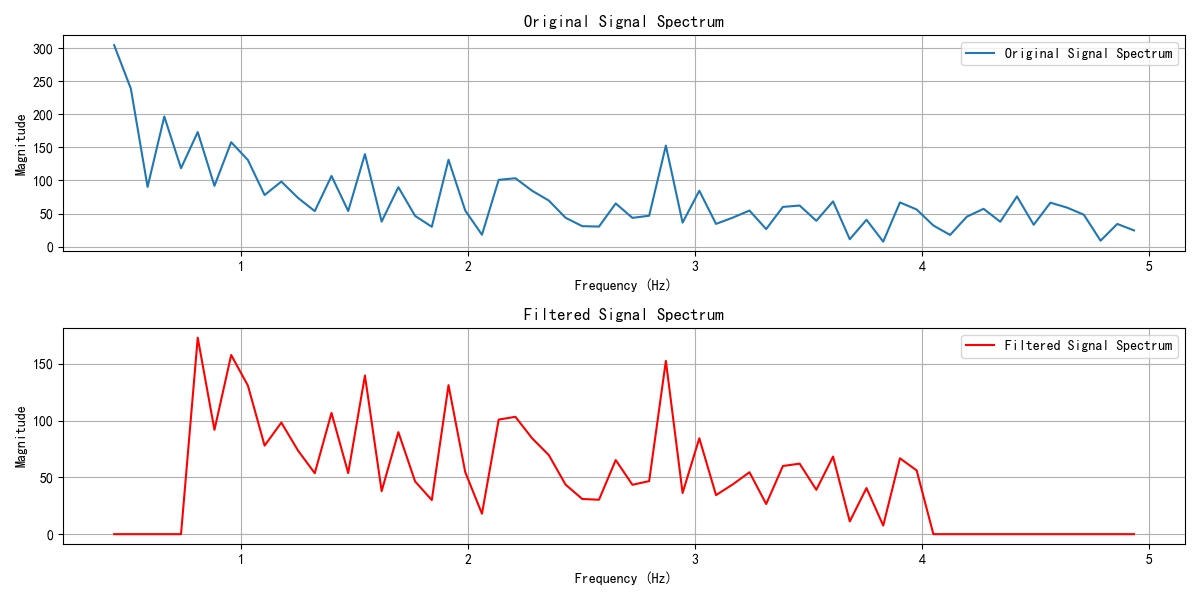 Original Signal Spectrum
Magnitude
300
250
200
150
100
50
0
Original Signal Spectrum
1 2 3 4 5
Frequency (Hz)
Filtered Signal Spectrum
Magnitude
150
100
50
0
Filtered Signal Spectrum
1 2 3 4 5
Frequency (Hz)